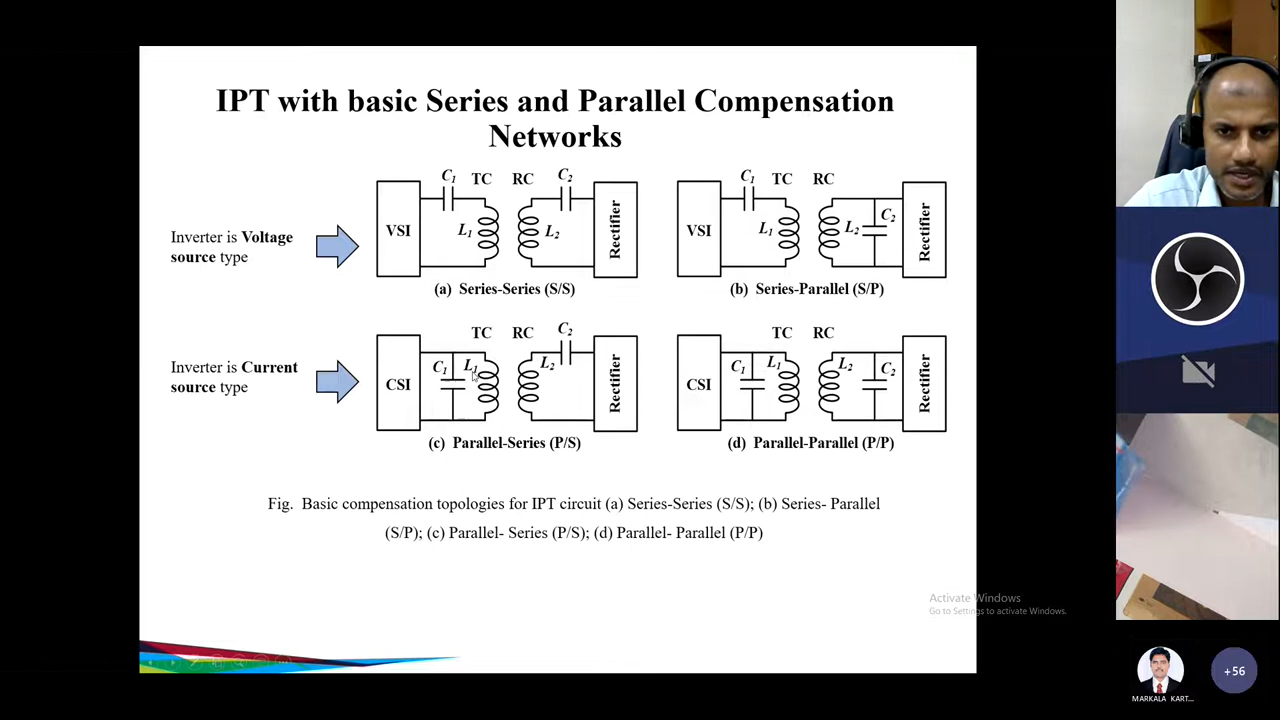 IPT with basic Series and Parallel Compensation
Networks
C1 TC RC C2
VSI L1 L2 Rectifier
(a) Series-Series (S/S)
C1 TC RC
VSI L1 L2 C2 Rectifier
(b) Series-Parallel (S/P)
Inverter is Voltage
source type
TC RC C2
CSI C1 L1 L2 Rectifier
(c) Parallel-Series (P/S)
TC RC
CSI C1 L1 L2 C2 Rectifier
(d) Parallel-Parallel (P/P)
Inverter is Current
source type
Fig. Basic compensation topologies for IPT circuit (a) Series-Series (S/S); (b) Series- Parallel
(S/P); (c) Parallel- Series (P/S); (d) Parallel- Parallel (P/P)
Activate Windows
Go to Settings to activate Windows.
MARKALA KART...
+56